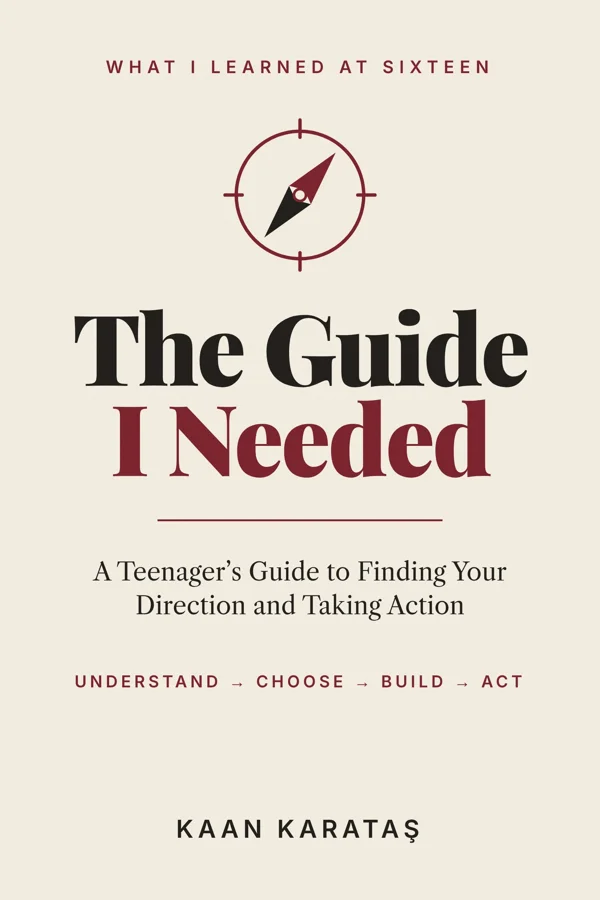 WHAT I LEARNED AT SIXTEEN
The Guide
I Needed
A Teenager’s Guide to Finding Your
Direction and Taking Action
UNDERSTAND → CHOOSE → BUILD → ACT
KAAN KARATAŞ